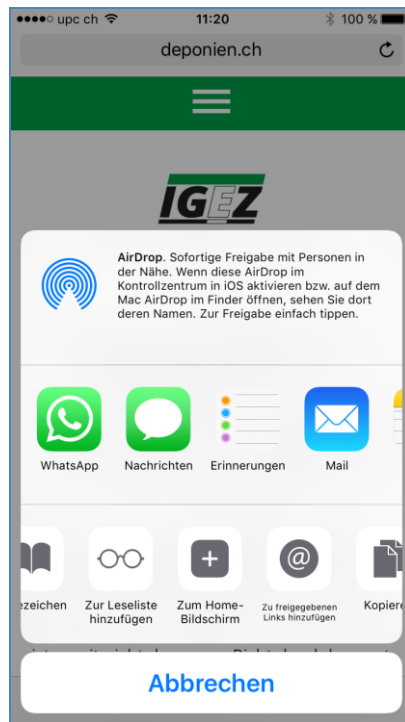 upc ch 11:20 100 %
deponien.ch
IGEZ
AirDrop. Sofortige Freigabe mit Personen in
der Nähe. Wenn diese AirDrop im
Kontrollzentrum in iOS aktivieren bzw. auf dem
Mac AirDrop im Finder öffnen, sehen Sie dort
deren Namen. Zur Freigabe einfach tippen.
WhatsApp Nachrichten Erinnerungen Mail
ezeichen Zur Leseliste hinzufügen Zum Home-Bildschirm Zu freigegebenen Links hinzufügen Kopiere
Abbrechen